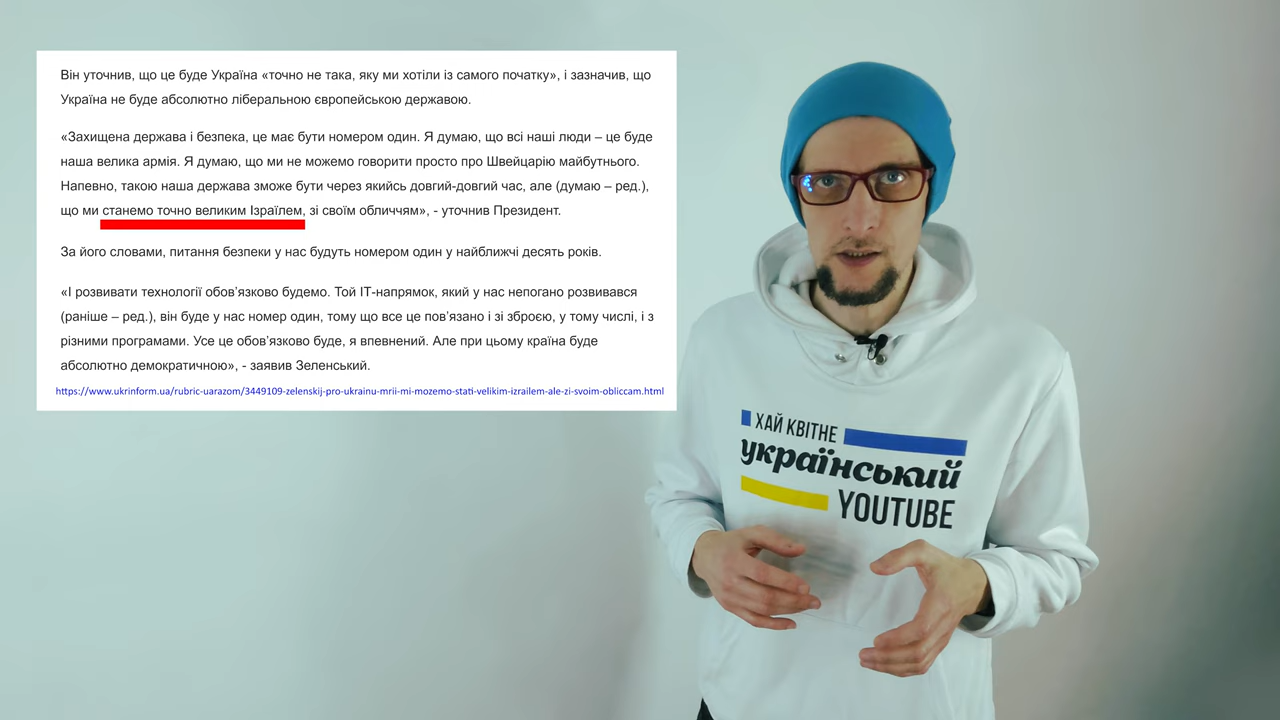 Він уточнив, що це буде Україна «точно не така, яку ми хотіли із самого початку», і зазначив, що
Україна не буде абсолютно ліберальною європейською державою.
«Захищена держава і безпека, це має бути номером один. Я думаю, що всі наші люди – це буде
наша велика армія. Я думаю, що ми не можемо говорити просто про Швейцарію майбутнього.
Напевно, такою наша держава зможе бути через якийсь довгий-довгий час, але (думаю – ред.),
що ми станемо точно великим Ізраїлем, зі своїм обличчям», - уточнив Президент.
За його словами, питання безпеки у нас будуть номером один у найближчі десять років.
«І розвивати технології обов’язково будемо. Той ІТ-напрямок, який у нас непогано розвивався
(раніше – ред.), він буде у нас номер один, тому що все це пов’язано і зі зброєю, у тому числі, і з
різними програмами. Усе це обов’язково буде, я впевнений. Але при цьому країна буде
абсолютно демократичною», - заявив Зеленський.
https://www.ukrinform.ua/rubric-uarazom/3449109-zelenskij-pro-ukrainu-mrii-mi-mozemo-stati-velikim-izrailem-ale-zi-svoim-obliccam.html
ХАЙ КВІТНЕ
український
YOUTUBE